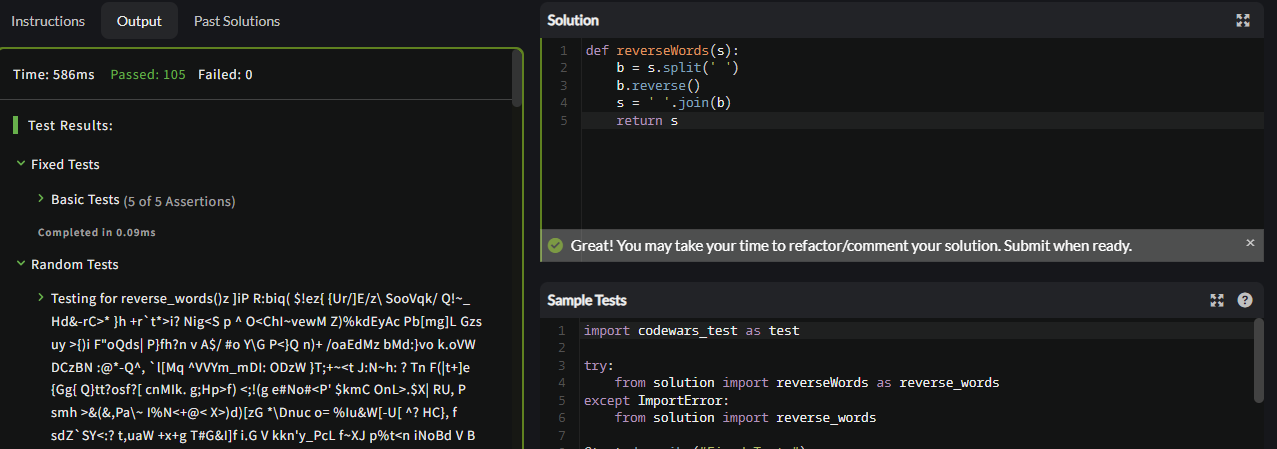 Instructions
Output
Past Solutions
Time: 586ms Passed: 105 Failed: 0
Test Results:
Fixed Tests
Basic Tests (5 of 5 Assertions)
Completed in 0.09ms
Random Tests
Testing for reverse_words()z ]iP R:biq( $!ez{ {Ur/]E/z\ SooVqk/ Q!~_
Hd&-rC>* }h +r`t*>i? Nig<S p ^ O<ChI~vewM Z)%kdEyAc Pb[mg]L Gzs
uy >{)i F"oQds| P}fh?n v A$/ #o Y\G P<}Q n)+ /oaEdMz bMd:}vo k.oVW
DCzBN :@*-Q^, `l[Mq ^VVYm_mDI: ODzW }T;+~<t J:N~h: ? Tn F(|t+]e
{Gg{ Q}tt?osf?[ cnMIk. g;Hp>f) <;!(g e#No#<P' $kmC OnL>.$X| RU, P
smh >&(&,Pa\~ I%N<+@< X>)d)[zG *\Dnuc o= %Iu&W[-U[ ^? HC}, f
sdZ`SY<:? t,uaW +x+g T#G&I]f i.G V kkn'y_PcL f~XJ p%t<n iNoBd V B
Solution
1 def reverseWords(s):
2 b = s.split(' ')
3 b.reverse()
4 s = ' '.join(b)
5 return s
Great! You may take your time to refactor/comment your solution. Submit when ready.
Sample Tests
1 import codewars_test as test
2
3 try:
4 from solution import reverseWords as reverse_words
5 except ImportError:
6 from solution import reverse_words
7